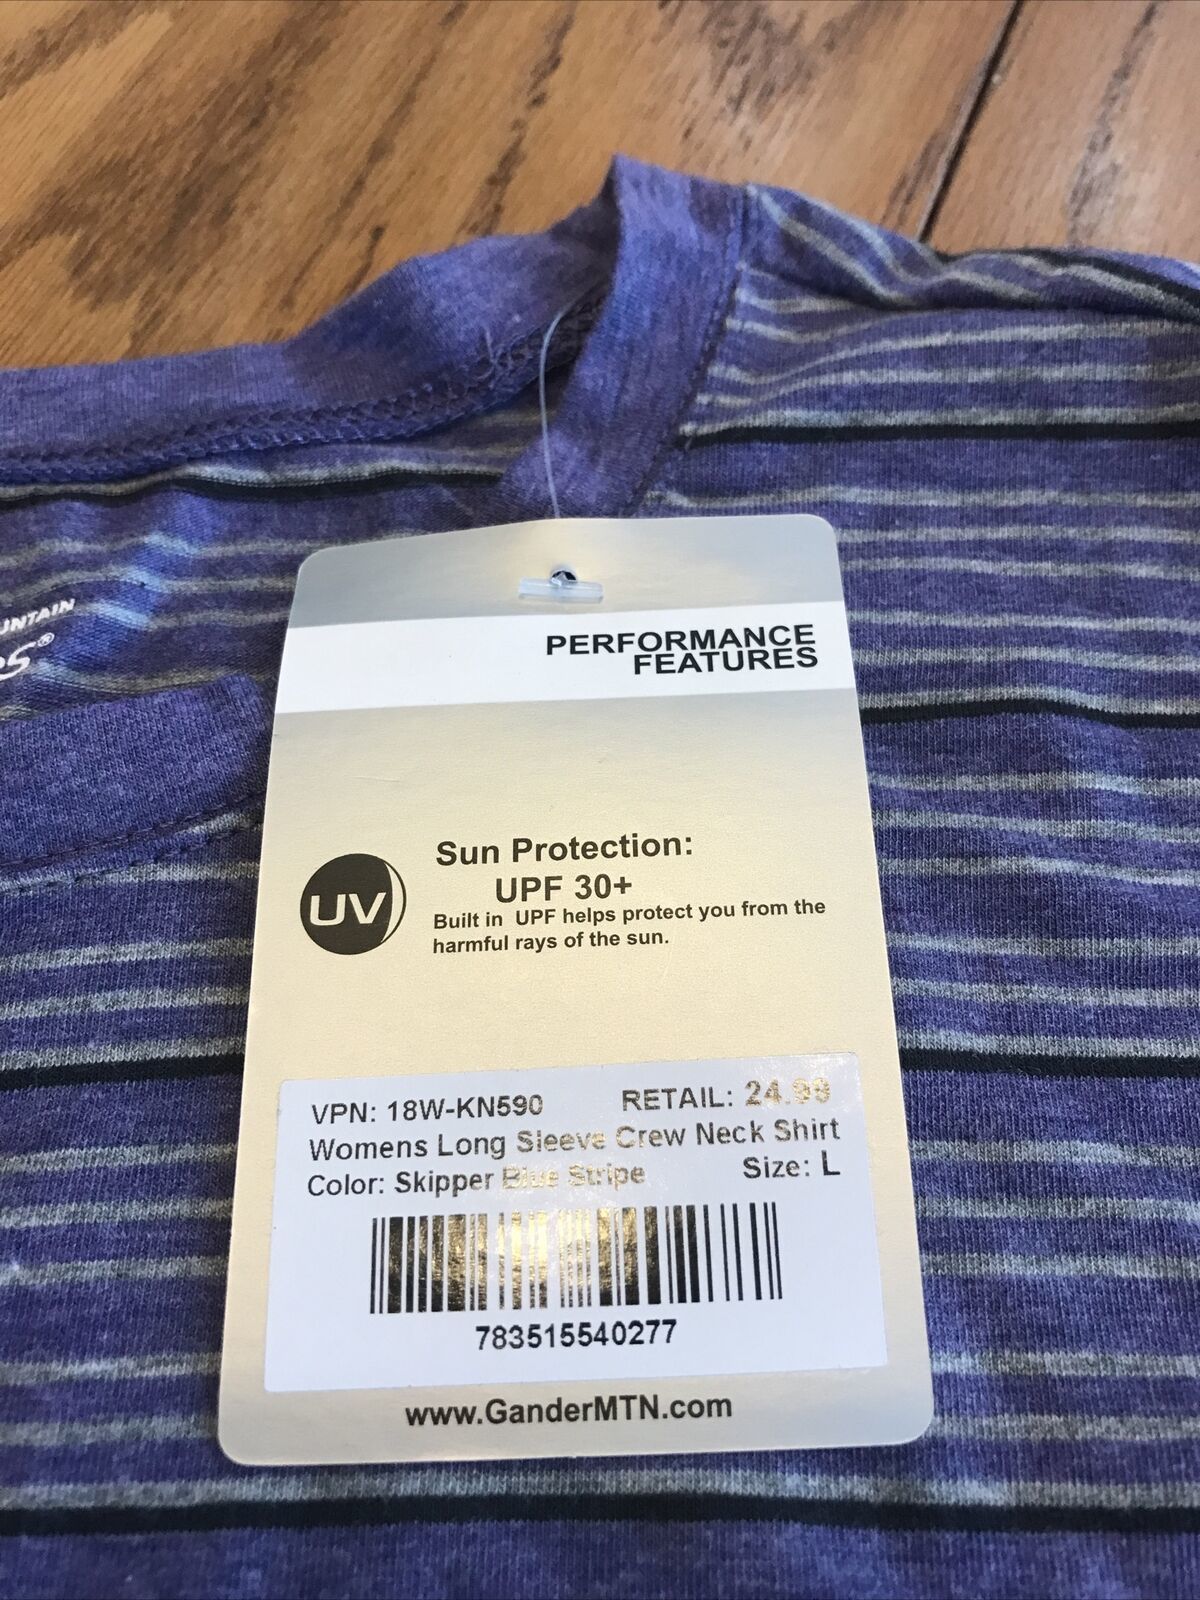 PERFORMANCE
FEATURES
UV
Sun Protection:
UPF 30+
Built in UPF helps protect you from the
harmful rays of the sun.
VPN: 18W-KN590 RETAIL: 24.99
Womens Long Sleeve Crew Neck Shirt
Color: Skipper Blue Stripe Size: L
783515540277
www.GanderMTN.com